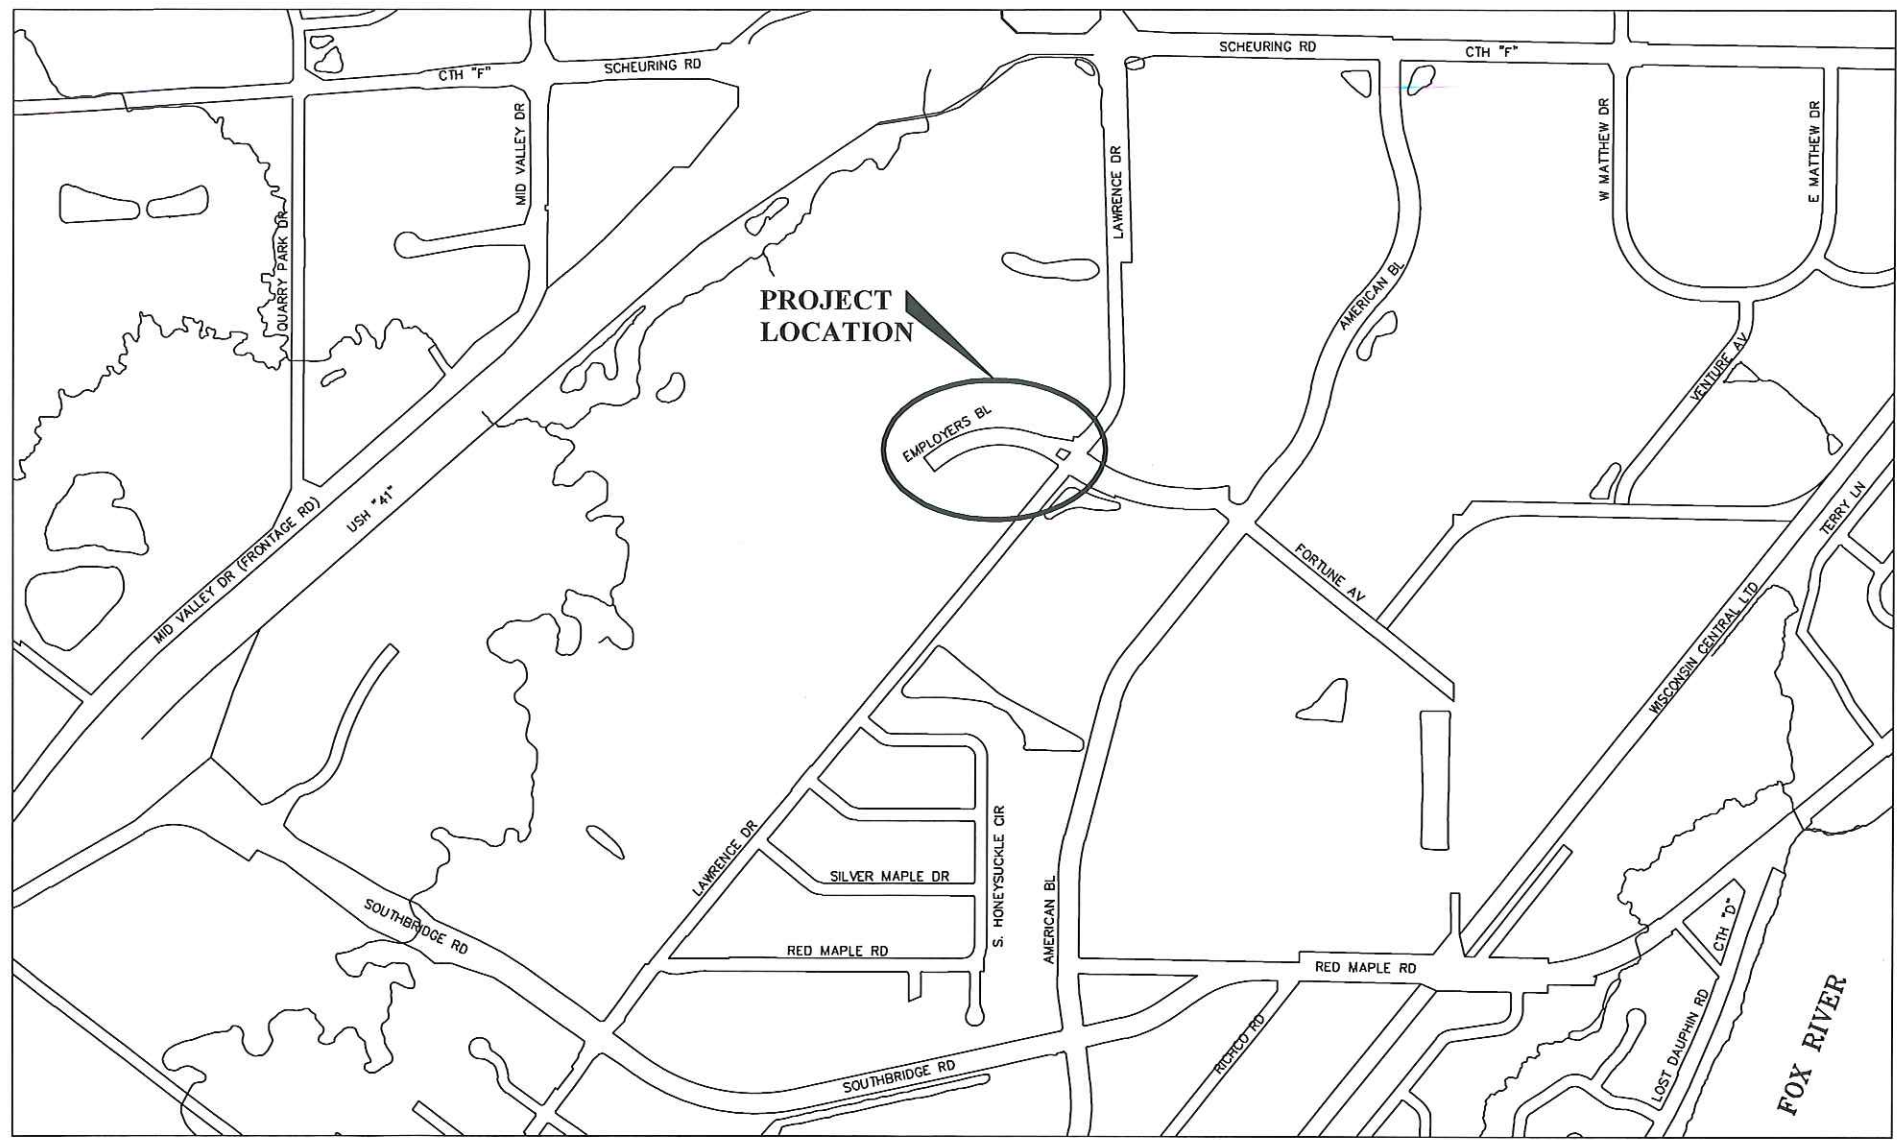 SCHEURING RD
CTH "F"
CTH "F"
SCHEURING RD
MID VALLEY DR
LAWRENCE DR
W MATTHEW DR
E MATTHEW DR
QUARRY PARK DR
AMERICAN BL
PROJECT
LOCATION
VENTURE AV
EMPLOYERS BL
USH "41"
MID VALLEY DR (FRONTAGE RD)
TERRY LN
FORTUNE AV
WISCONSIN CENTRAL LTD
LAWRENCE DR
SILVER MAPLE DR
S. HONEYSUCKLE CIR
AMERICAN BL
SOUTHBRIDGE RD
RED MAPLE RD
RED MAPLE RD
CTH "D"
LOST DAUPHIN RD
FOX RIVER
RICHCO RD
SOUTHBRIDGE RD